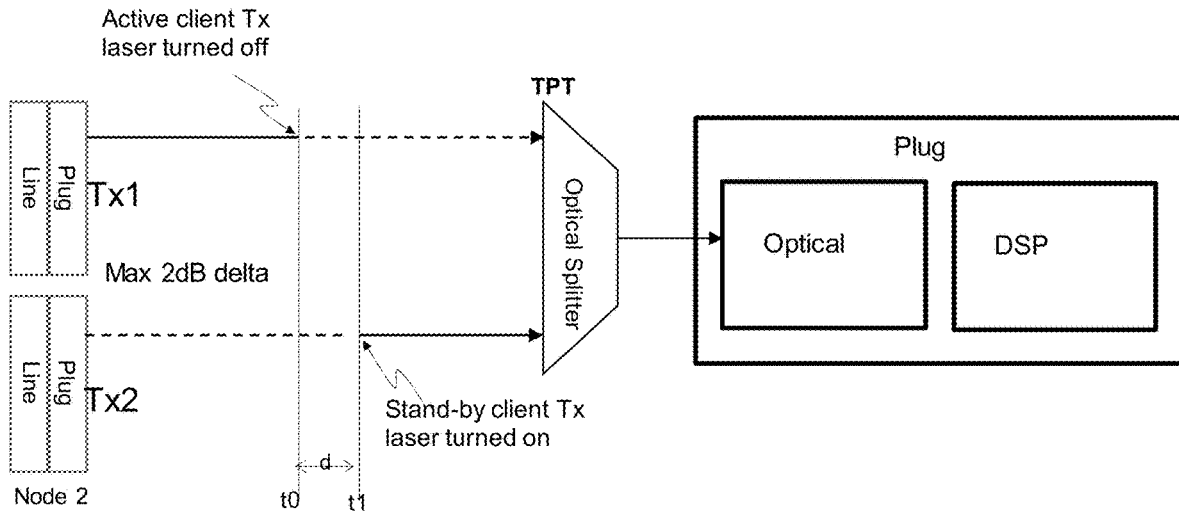 Active client Tx
laser turned off
TPT
Line
Plug
Tx1
Plug
Optical Splitter
Optical
DSP
Max 2dB delta
Line
Plug
Tx2
Stand-by client Tx
laser turned on
d
Node 2
t0
t1